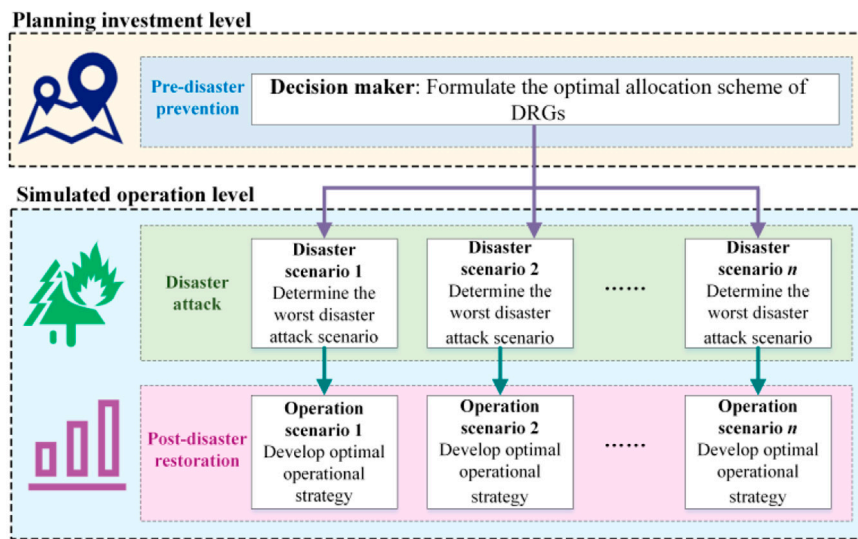 Planning investment level
Pre-disaster
prevention
Decision maker: Formulate the optimal allocation scheme of
DRGs
Simulated operation level
Disaster
attack
Disaster
scenario 1
Determine the
worst disaster
attack scenario
Disaster
scenario 2
Determine the
worst disaster
attack scenario
……
Disaster
scenario n
Determine the
worst disaster
attack scenario
Post-disaster
restoration
Operation
scenario 1
Develop optimal
operational
strategy
Operation
scenario 2
Develop optimal
operational
strategy
……
Operation
scenario n
Develop optimal
operational
strategy